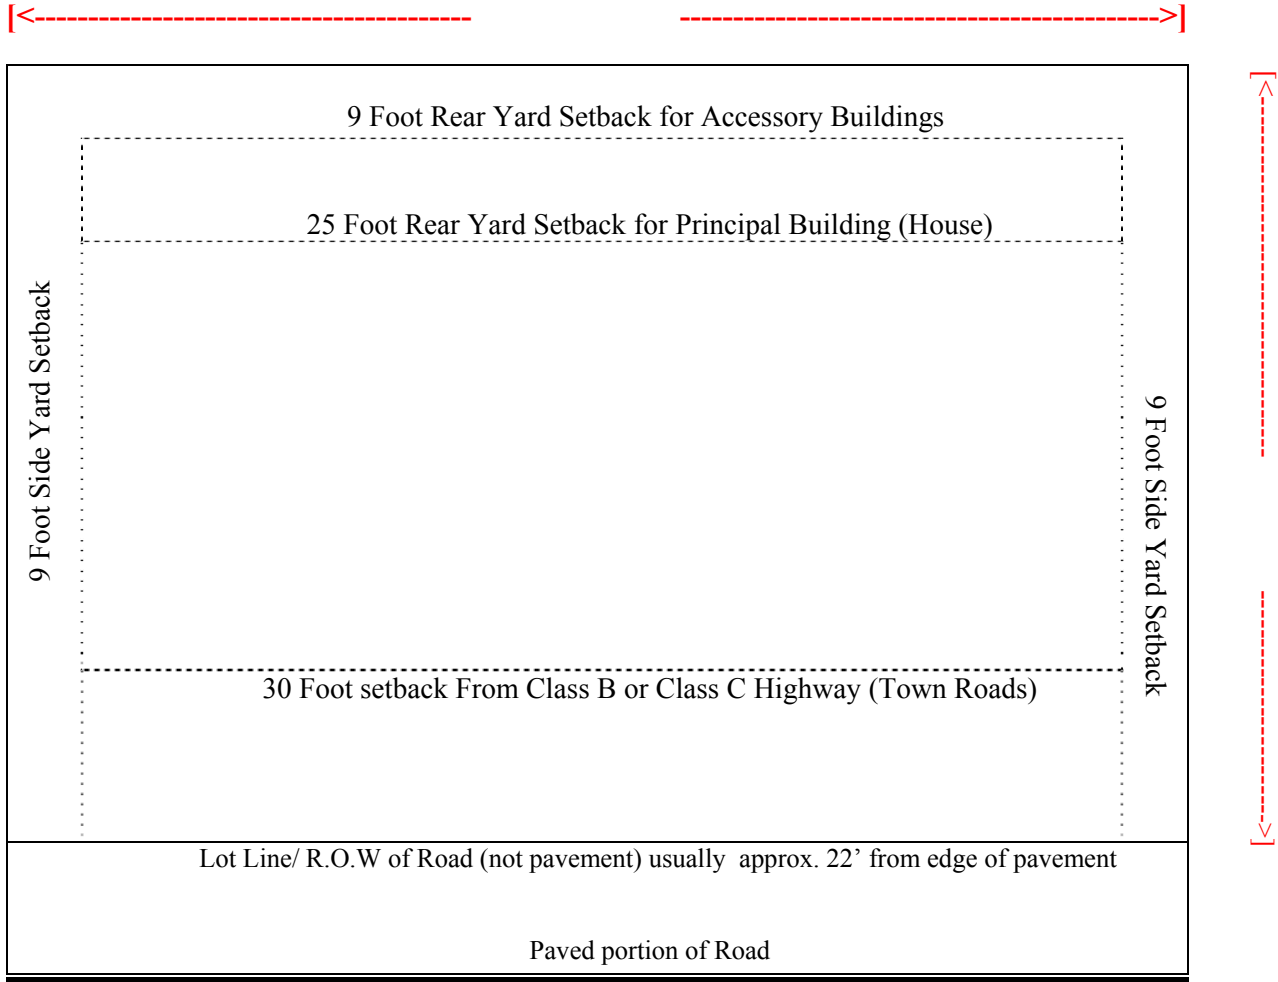 [<----------------------------------- ------------------------------------>]
9 Foot Rear Yard Setback for Accessory Buildings
25 Foot Rear Yard Setback for Principal Building (House)
9 Foot Side Yard Setback
9 Foot Side Yard Setback
30 Foot setback From Class B or Class C Highway (Town Roads)
Lot Line/ R.O.W of Road (not pavement) usually approx. 22’ from edge of pavement
Paved portion of Road